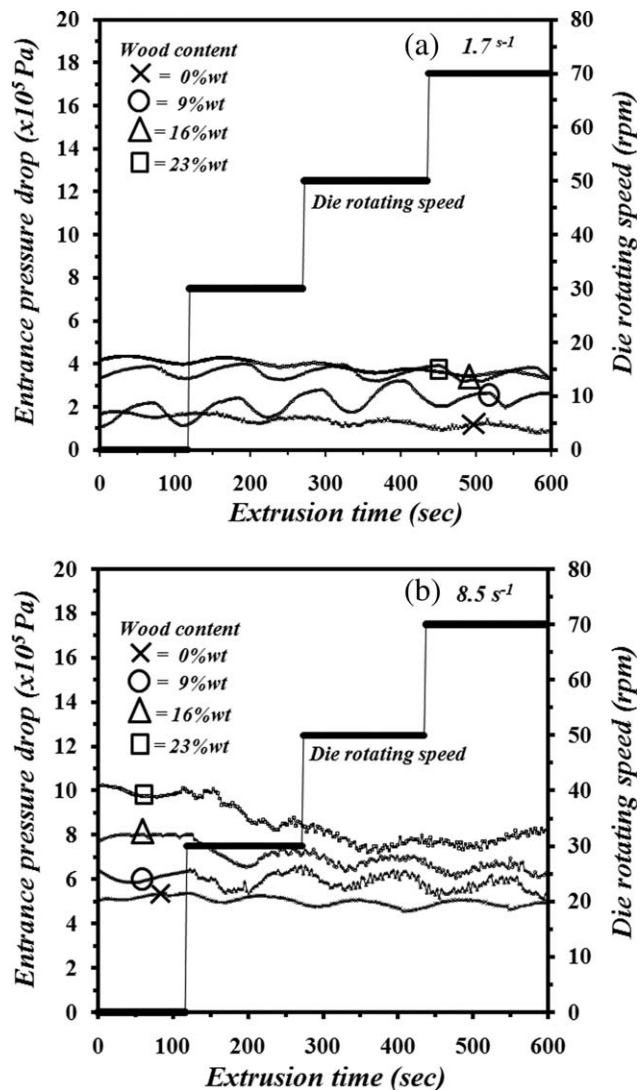 (a) 1.7 s-1
Wood content
= 0%wt
= 9%wt
= 16%wt
= 23%wt
Die rotating speed
Entrance pressure drop (x10⁵ Pa)
20
18
16
14
12
10
8
6
4
2
0
Die rotating speed (rpm)
80
70
60
50
40
30
20
10
0
0 100 200 300 400 500 600
Extrusion time (sec)
(b) 8.5 s-1
Wood content
= 0%wt
= 9%wt
= 16%wt
= 23%wt
Die rotating speed
Entrance pressure drop (x10⁵ Pa)
20
18
16
14
12
10
8
6
4
2
0
Die rotating speed (rpm)
80
70
60
50
40
30
20
10
0
0 100 200 300 400 500 600
Extrusion time (sec)